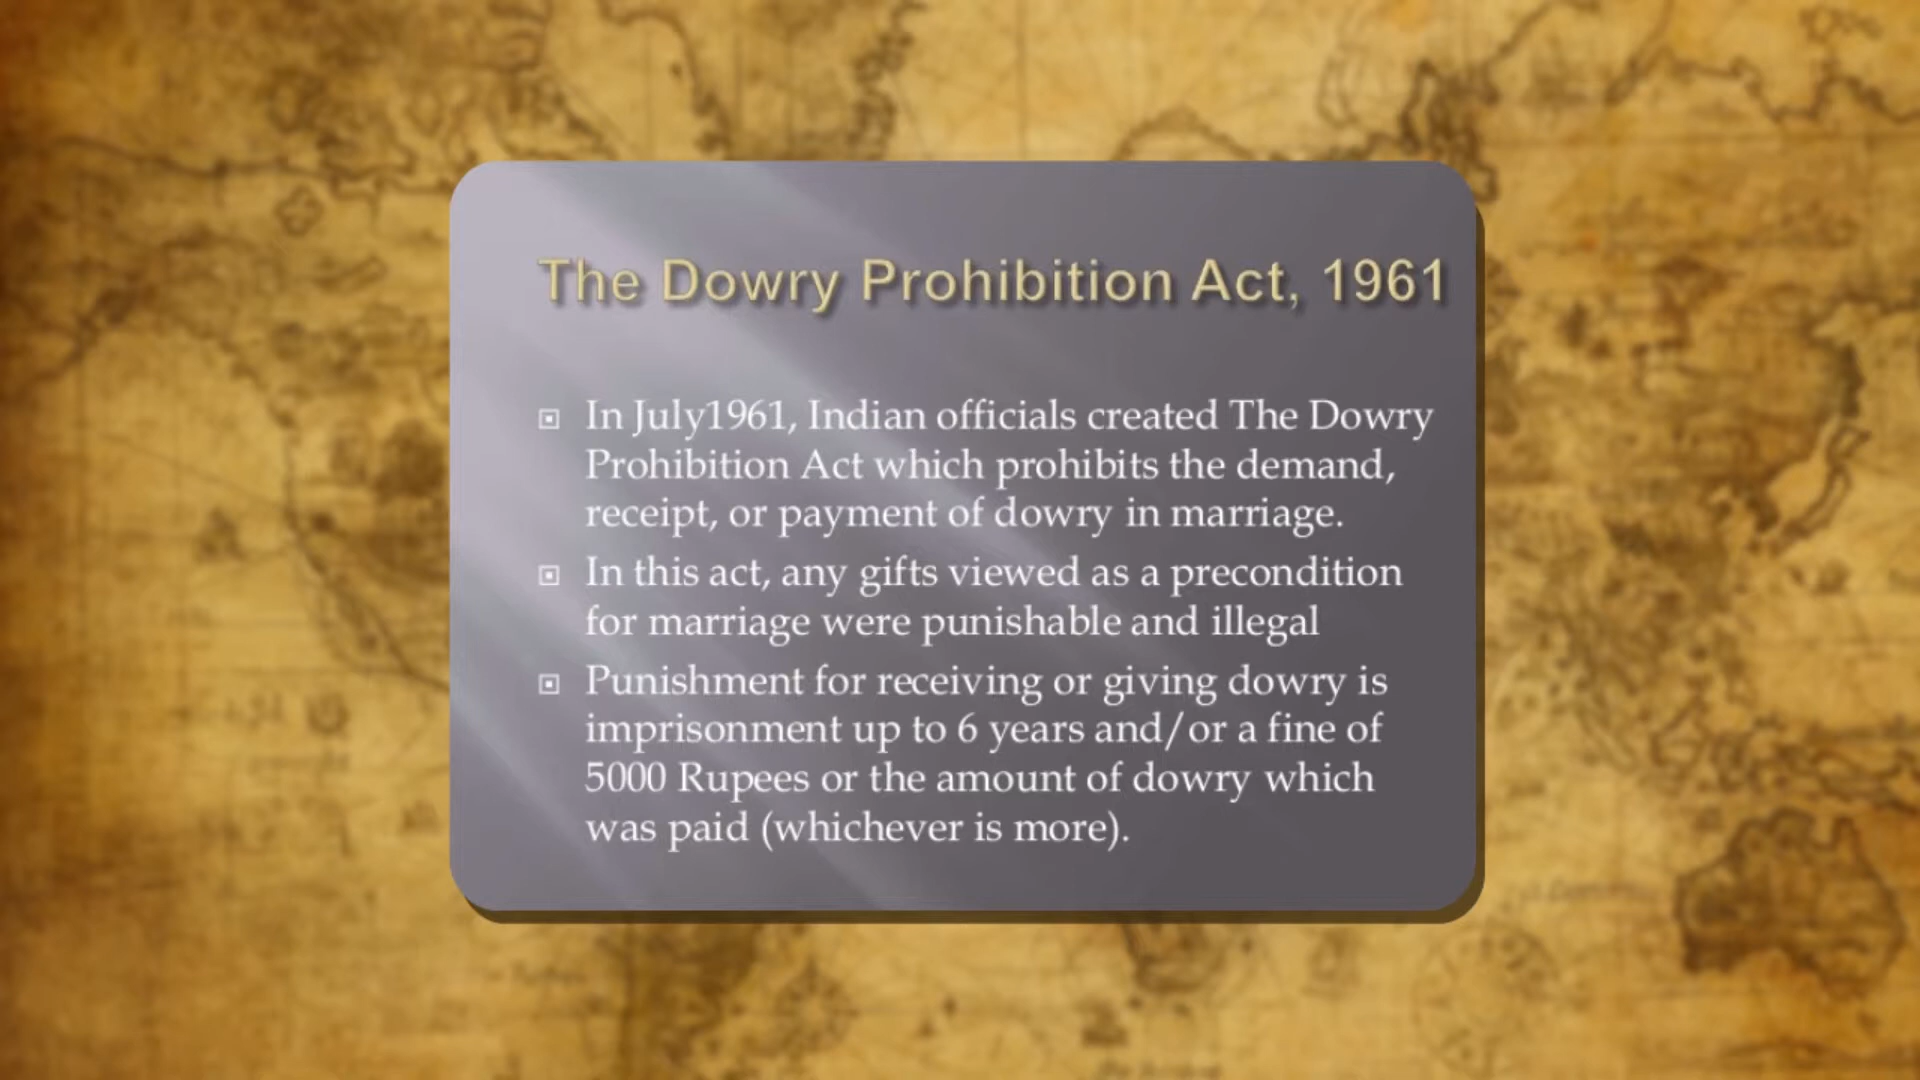 The Dowry Prohibition Act, 1961
In July1961, Indian officials created The Dowry
Prohibition Act which prohibits the demand,
receipt, or payment of dowry in marriage.
In this act, any gifts viewed as a precondition
for marriage were punishable and illegal
Punishment for receiving or giving dowry is
imprisonment up to 6 years and/or a fine of
5000 Rupees or the amount of dowry which
was paid (whichever is more).